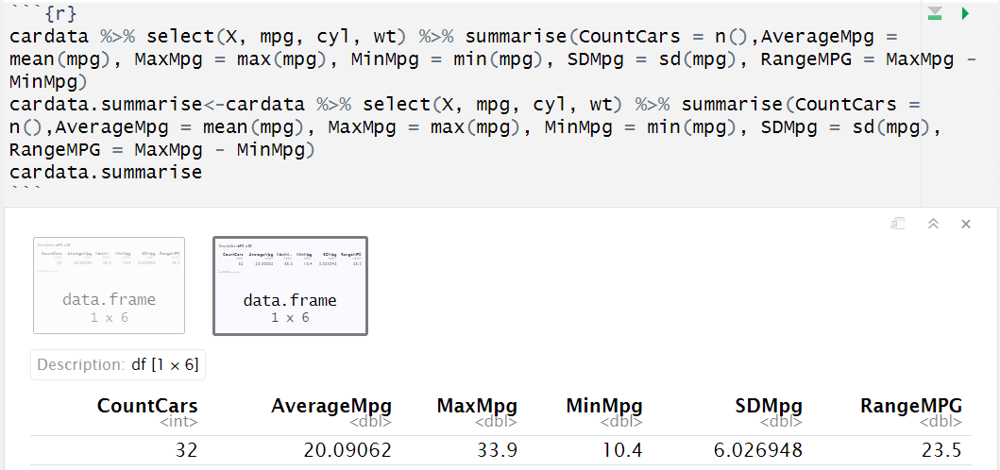 ```{r}
cardata %>% select(X, mpg, cyl, wt) %>% summarise(CountCars = n(),AverageMpg =
mean(mpg), MaxMpg = max(mpg), MinMpg = min(mpg), SDMpg = sd(mpg), RangeMPG = MaxMpg -
MinMpg)
cardata.summarise<-cardata %>% select(X, mpg, cyl, wt) %>% summarise(CountCars =
n(),AverageMpg = mean(mpg), MaxMpg = max(mpg), MinMpg = min(mpg), SDMpg = sd(mpg),
RangeMPG = MaxMpg - MinMpg)
cardata.summarise
```
data.frame
1 x 6
data.frame
1 x 6
Description: df [1 × 6]
CountCars AverageMpg MaxMpg MinMpg SDMpg RangeMPG
<int> <dbl> <dbl> <dbl> <dbl> <dbl>
32 20.09062 33.9 10.4 6.026948 23.5